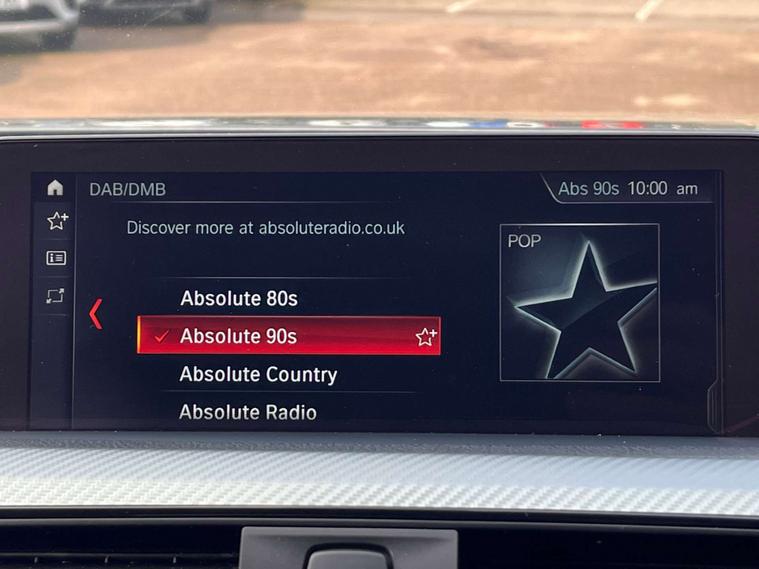 DAB/DMB
Abs 90s 10:00 am
Discover more at absoluteradio.co.uk
POP
Absolute 80s
Absolute 90s
Absolute Country
Absolute Radio